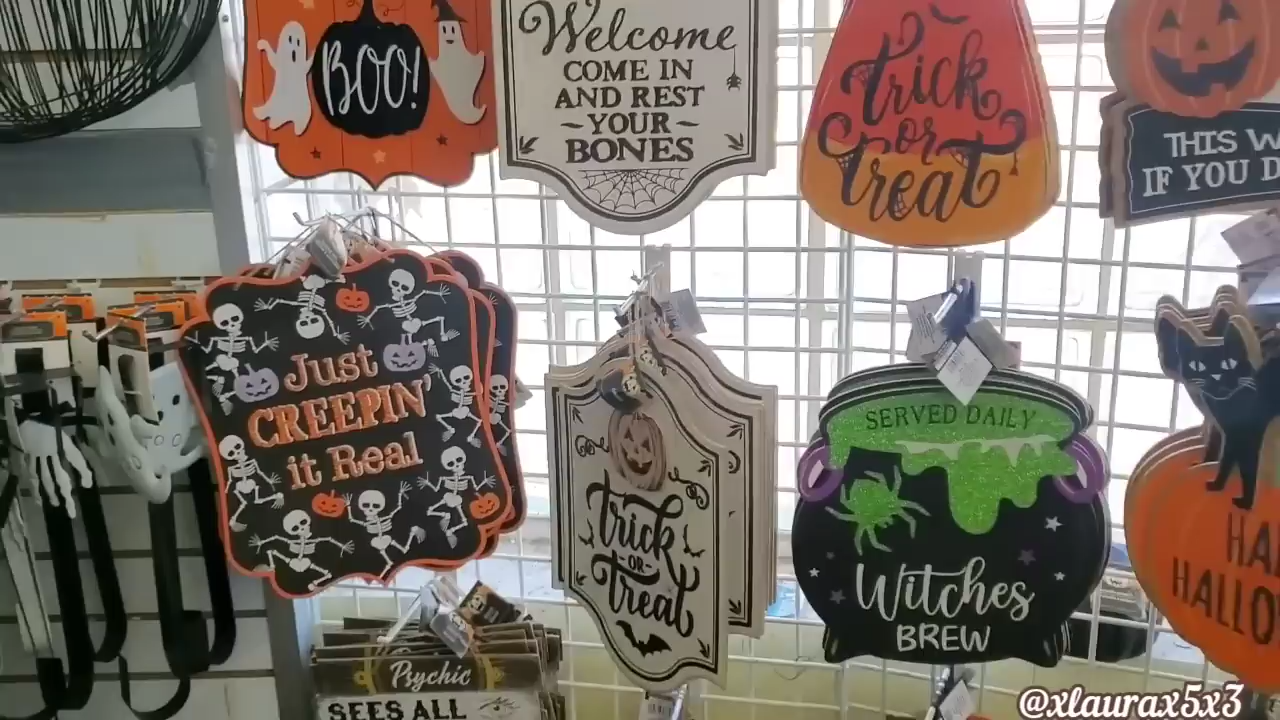 BOO!
Welcome
COME IN
AND REST
~YOUR~
BONES
trick
or
treat
THIS W
IF YOU D
Just
CREEPIN'
it Real
trick
-OR-
treat
SERVED DAILY
Witches
BREW
HA
HALLO
Psychic
SEES ALL
@xlaurax5x3